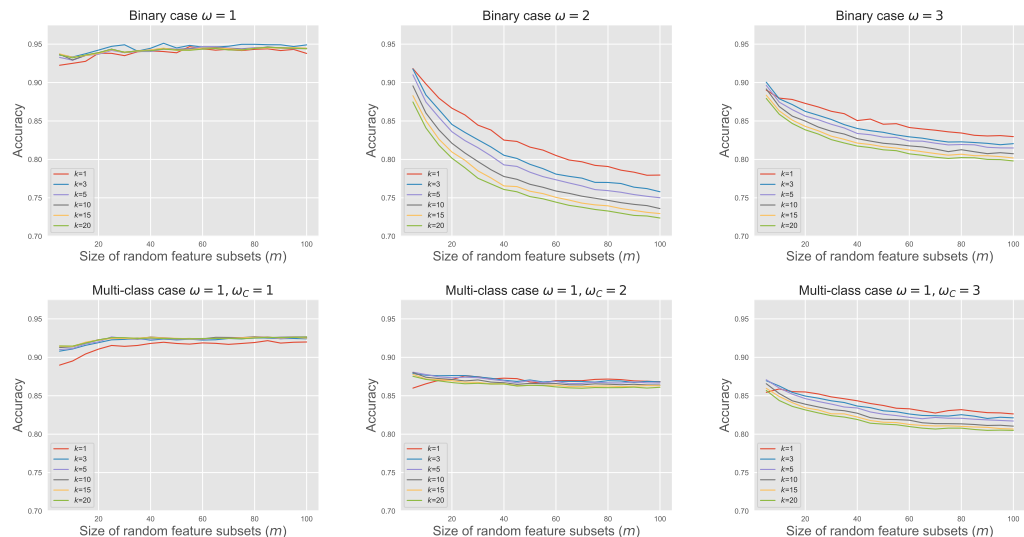 Binary case ω = 1
0.95
0.90
0.85
0.80
0.75
0.70
Accuracy
k=1
k=3
k=5
k=10
k=15
k=20
20 40 60 80 100
Size of random feature subsets (m)
Binary case ω = 2
0.95
0.90
0.85
0.80
0.75
0.70
Accuracy
k=1
k=3
k=5
k=10
k=15
k=20
20 40 60 80 100
Size of random feature subsets (m)
Binary case ω = 3
0.95
0.90
0.85
0.80
0.75
0.70
Accuracy
k=1
k=3
k=5
k=10
k=15
k=20
20 40 60 80 100
Size of random feature subsets (m)
Multi-class case ω = 1, ω_C = 1
0.95
0.90
0.85
0.80
0.75
0.70
Accuracy
k=1
k=3
k=5
k=10
k=15
k=20
20 40 60 80 100
Size of random feature subsets (m)
Multi-class case ω = 1, ω_C = 2
0.95
0.90
0.85
0.80
0.75
0.70
Accuracy
k=1
k=3
k=5
k=10
k=15
k=20
20 40 60 80 100
Size of random feature subsets (m)
Multi-class case ω = 1, ω_C = 3
0.95
0.90
0.85
0.80
0.75
0.70
Accuracy
k=1
k=3
k=5
k=10
k=15
k=20
20 40 60 80 100
Size of random feature subsets (m)